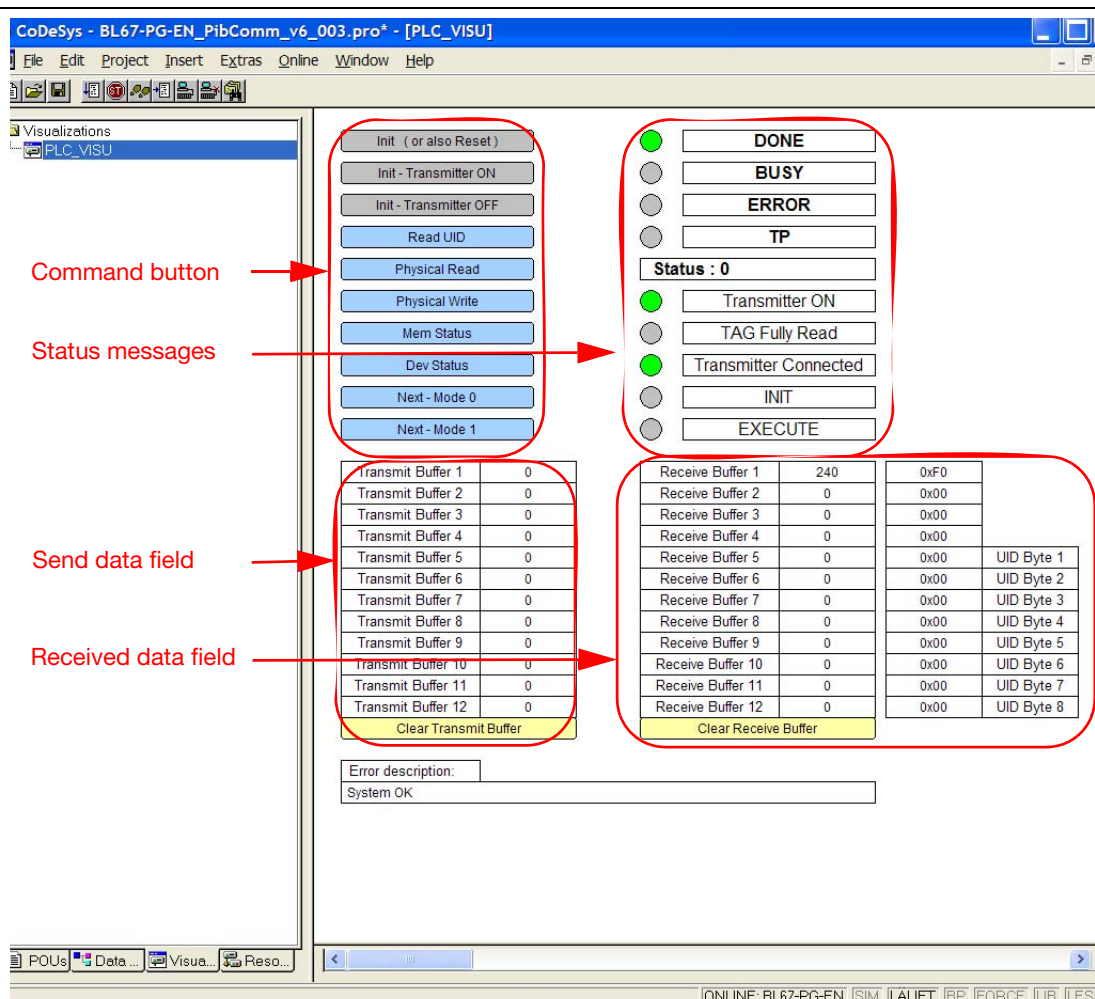 CoDeSys - BL67-PG-EN_PibComm_v6_003.pro* - [PLC_VISU]
File Edit Project Insert Extras Online Window Help
Visualizations
PLC_VISU
Init ( or also Reset )
Init - Transmitter ON
Init - Transmitter OFF
Read UID
Physical Read
Physical Write
Mem Status
Dev Status
Next - Mode 0
Next - Mode 1
DONE
BUSY
ERROR
TP
Status : 0
Transmitter ON
TAG Fully Read
Transmitter Connected
INIT
EXECUTE
Command button
Status messages
Send data field
Received data field
Transmit Buffer 1 0
Transmit Buffer 2 0
Transmit Buffer 3 0
Transmit Buffer 4 0
Transmit Buffer 5 0
Transmit Buffer 6 0
Transmit Buffer 7 0
Transmit Buffer 8 0
Transmit Buffer 9 0
Transmit Buffer 10 0
Transmit Buffer 11 0
Transmit Buffer 12 0
Clear Transmit Buffer
Receive Buffer 1 240 0xF0
Receive Buffer 2 0 0x00
Receive Buffer 3 0 0x00
Receive Buffer 4 0 0x00
Receive Buffer 5 0 0x00 UID Byte 1
Receive Buffer 6 0 0x00 UID Byte 2
Receive Buffer 7 0 0x00 UID Byte 3
Receive Buffer 8 0 0x00 UID Byte 4
Receive Buffer 9 0 0x00 UID Byte 5
Receive Buffer 10 0 0x00 UID Byte 6
Receive Buffer 11 0 0x00 UID Byte 7
Receive Buffer 12 0 0x00 UID Byte 8
Clear Receive Buffer
Error description:
System OK
POUs Data ... Visua... Reso...
ONLINE: BL67-PG-EN SIM LÄUFT BP FORCE